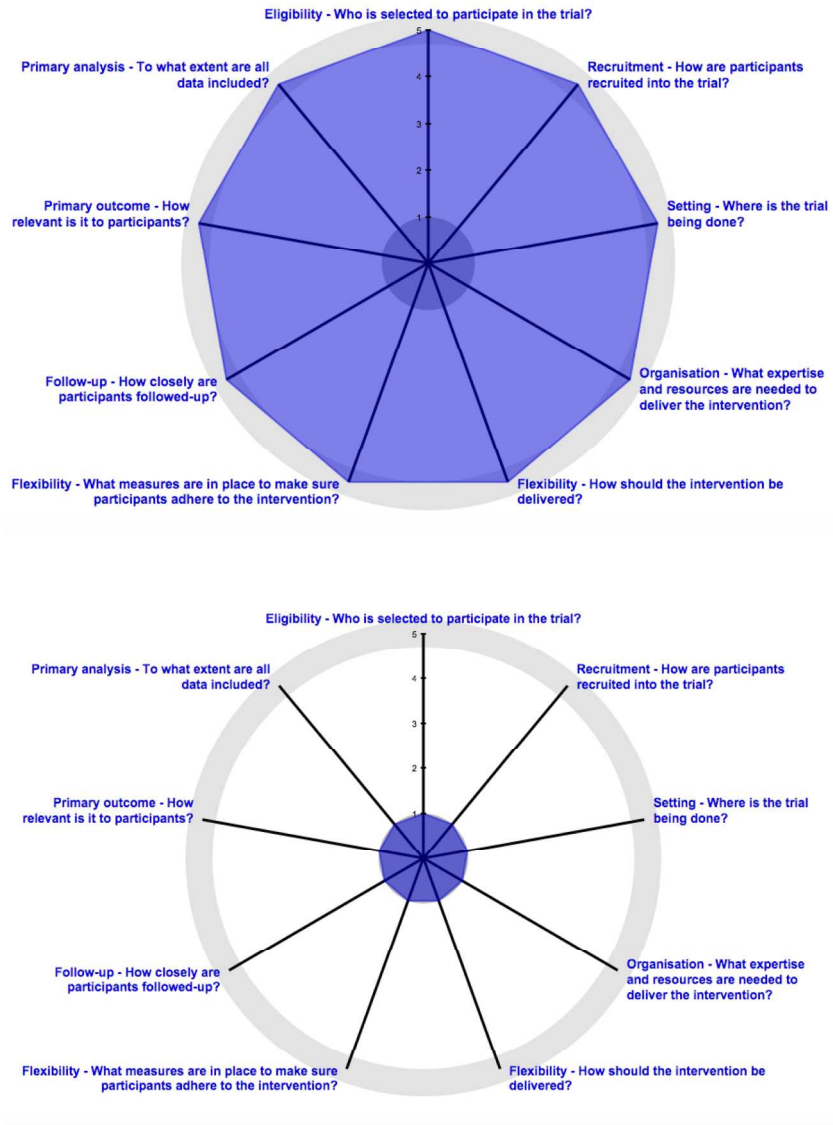 Eligibility - Who is selected to participate in the trial?
Primary analysis - To what extent are all
data included?
Recruitment - How are participants
recruited into the trial?
5
4
3
2
1
Primary outcome - How
relevant is it to participants?
Setting - Where is the trial
being done?
Follow-up - How closely are
participants followed-up?
Organisation - What expertise
and resources are needed to
deliver the intervention?
Flexibility - What measures are in place to make sure
participants adhere to the intervention?
Flexibility - How should the intervention be
delivered?
Eligibility - Who is selected to participate in the trial?
Primary analysis - To what extent are all
data included?
Recruitment - How are participants
recruited into the trial?
5
4
3
2
1
Primary outcome - How
relevant is it to participants?
Setting - Where is the trial
being done?
Follow-up - How closely are
participants followed-up?
Organisation - What expertise
and resources are needed to
deliver the intervention?
Flexibility - What measures are in place to make sure
participants adhere to the intervention?
Flexibility - How should the intervention be
delivered?